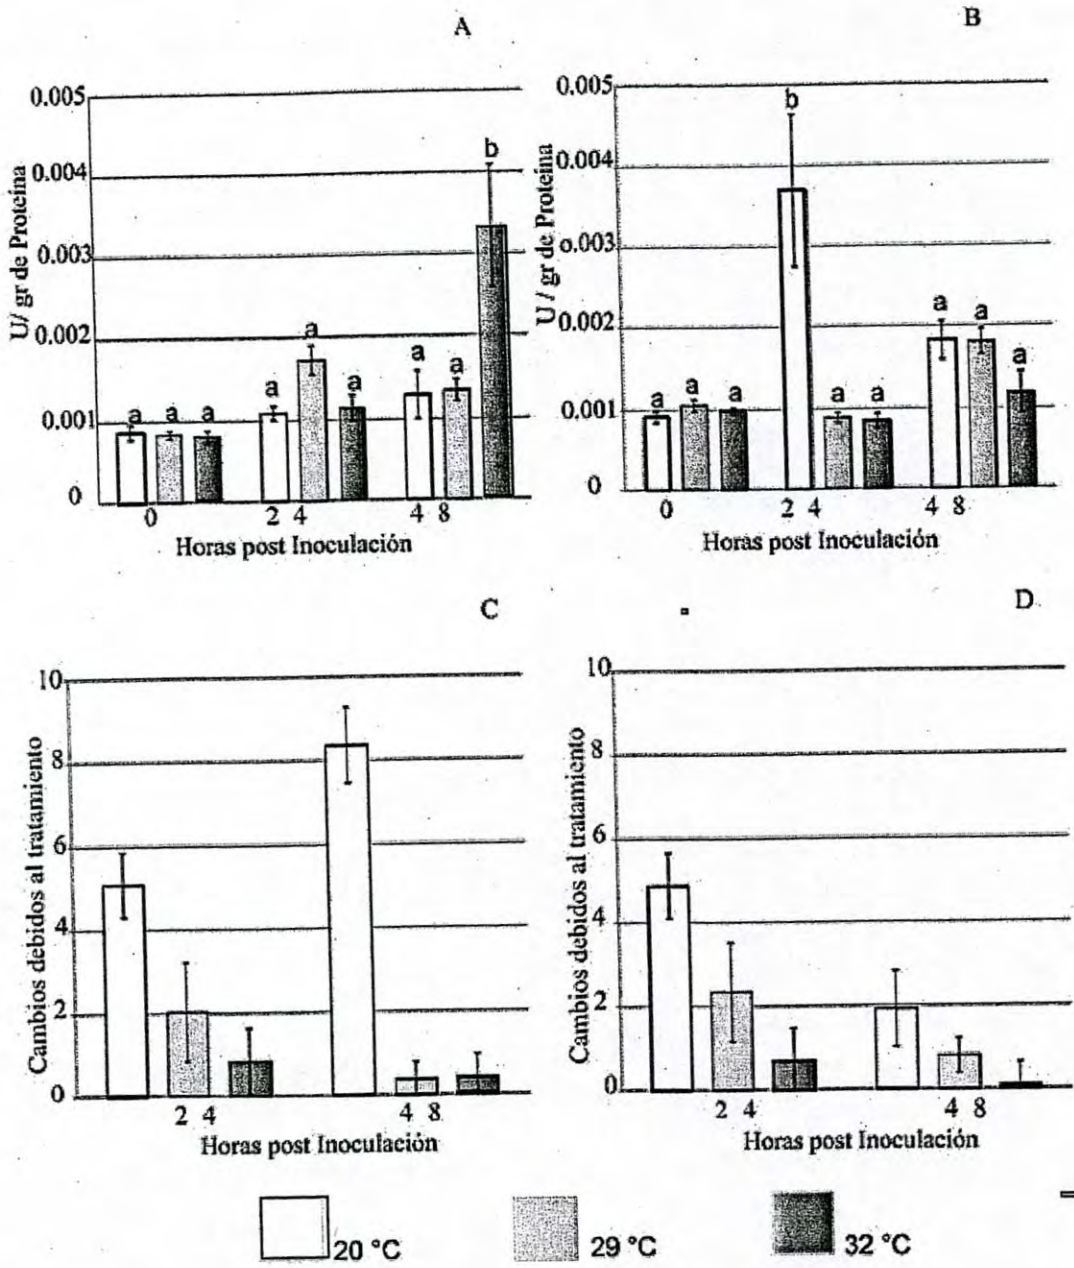 A
0.005
0.004
0.003
0.002
0.001
0
U/ gr de Proteina
a a a
a a a
a a b
0
2 4
4 8
Horas post Inoculación
B
0.005
0.004
0.003
0.002
0.001
0
U / gr de Proteina
a a a
b a a
a a a
0
2 4
4 8
Horas post Inoculación
C
10
8
6
4
2
0
Cambios debidos al tratamiento
2 4
4 8
Horas post Inoculación
D
10
8
6
4
2
0
Cambios debidos al tratamiento
2 4
4 8
Horas post Inoculación
20 °C
29 °C
32 °C